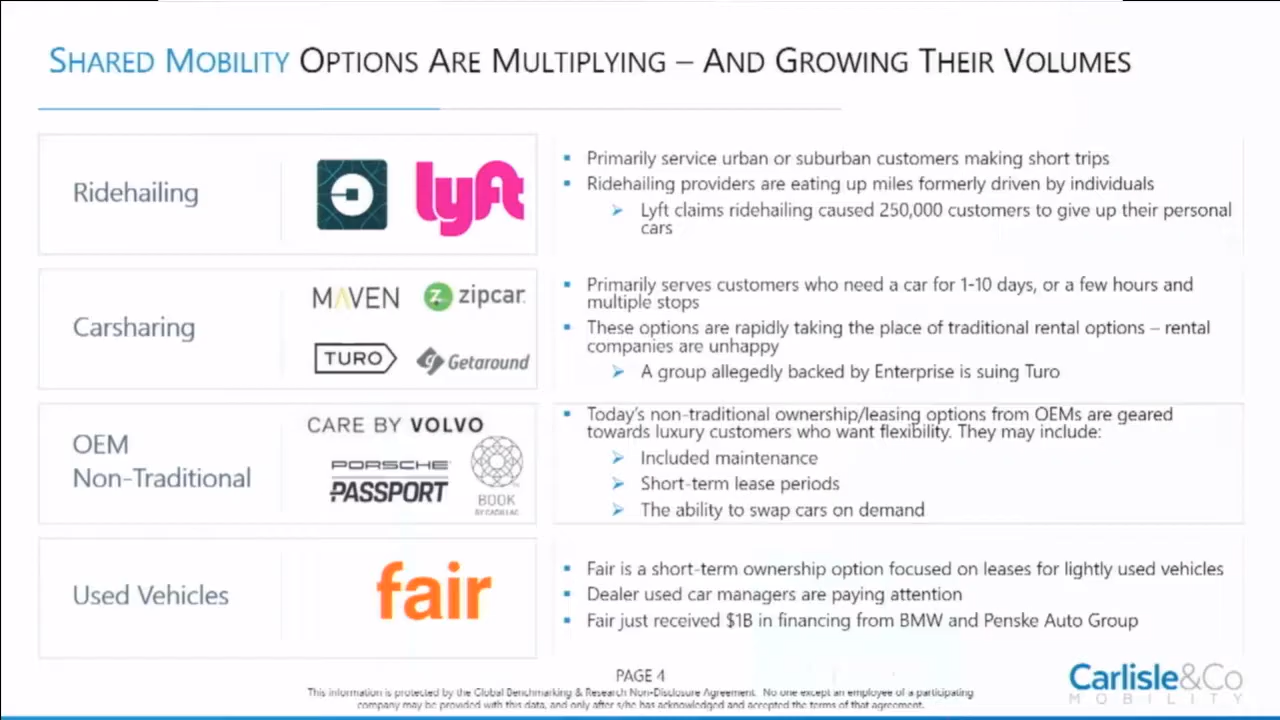 SHARED MOBILITY OPTIONS ARE MULTIPLYING – AND GROWING THEIR VOLUMES
Ridehailing
lyft
Primarily service urban or suburban customers making short trips
Ridehailing providers are eating up miles formerly driven by individuals
Lyft claims ridehailing caused 250,000 customers to give up their personal
cars
Carsharing
MAVEN
zipcar
TURO
Getaround
Primarily serves customers who need a car for 1-10 days, or a few hours and
multiple stops
These options are rapidly taking the place of traditional rental options – rental
companies are unhappy
A group allegedly backed by Enterprise is suing Turo
OEM
Non-Traditional
CARE BY VOLVO
PORSCHE
PASSPORT
BOOK
BY CADILLAC
Today's non-traditional ownership/leasing options from OEMs are geared
towards luxury customers who want flexibility. They may include:
Included maintenance
Short-term lease periods
The ability to swap cars on demand
Used Vehicles
fair
Fair is a short-term ownership option focused on leases for lightly used vehicles
Dealer used car managers are paying attention
Fair just received $1B in financing from BMW and Penske Auto Group
PAGE 4
This information is protected by the Global Benchmarking & Research Non-Disclosure Agreement. No one except an employee of a participating
company may be provided with this data, and only after s/he has acknowledged and accepted the terms of that agreement.
Carlisle&Co
MOBILITY